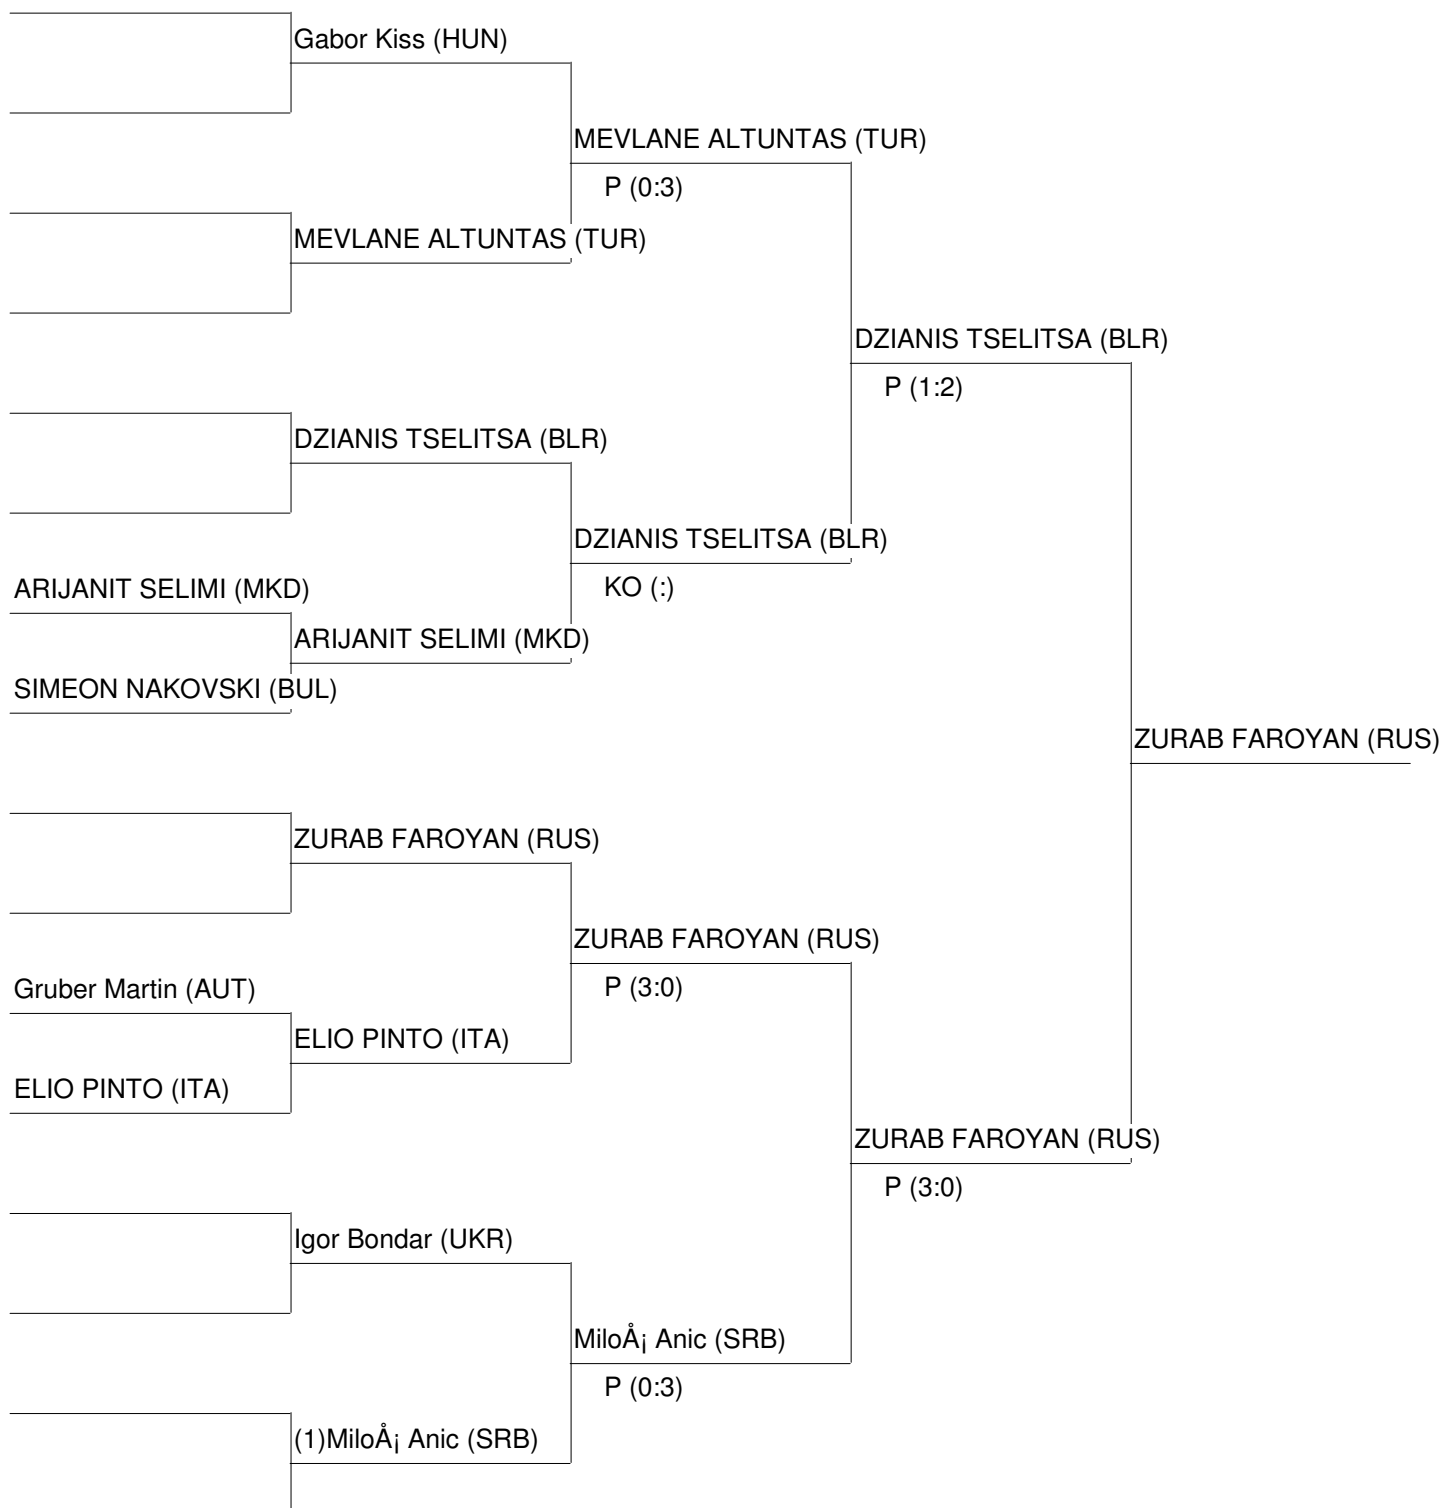 Gabor Kiss (HUN)
MEVLANE ALTUNTAS (TUR)
P (0:3)
MEVLANE ALTUNTAS (TUR)
DZIANIS TSELITSA (BLR)
P (1:2)
DZIANIS TSELITSA (BLR)
DZIANIS TSELITSA (BLR)
KO (:)
ARIJANIT SELIMI (MKD)
ARIJANIT SELIMI (MKD)
SIMEON NAKOVSKI (BUL)
ZURAB FAROYAN (RUS)
ZURAB FAROYAN (RUS)
ZURAB FAROYAN (RUS)
P (3:0)
Gruber Martin (AUT)
ELIO PINTO (ITA)
ELIO PINTO (ITA)
ZURAB FAROYAN (RUS)
P (3:0)
Igor Bondar (UKR)
MiloÅ¡ Anic (SRB)
P (0:3)
(1)MiloÅ¡ Anic (SRB)